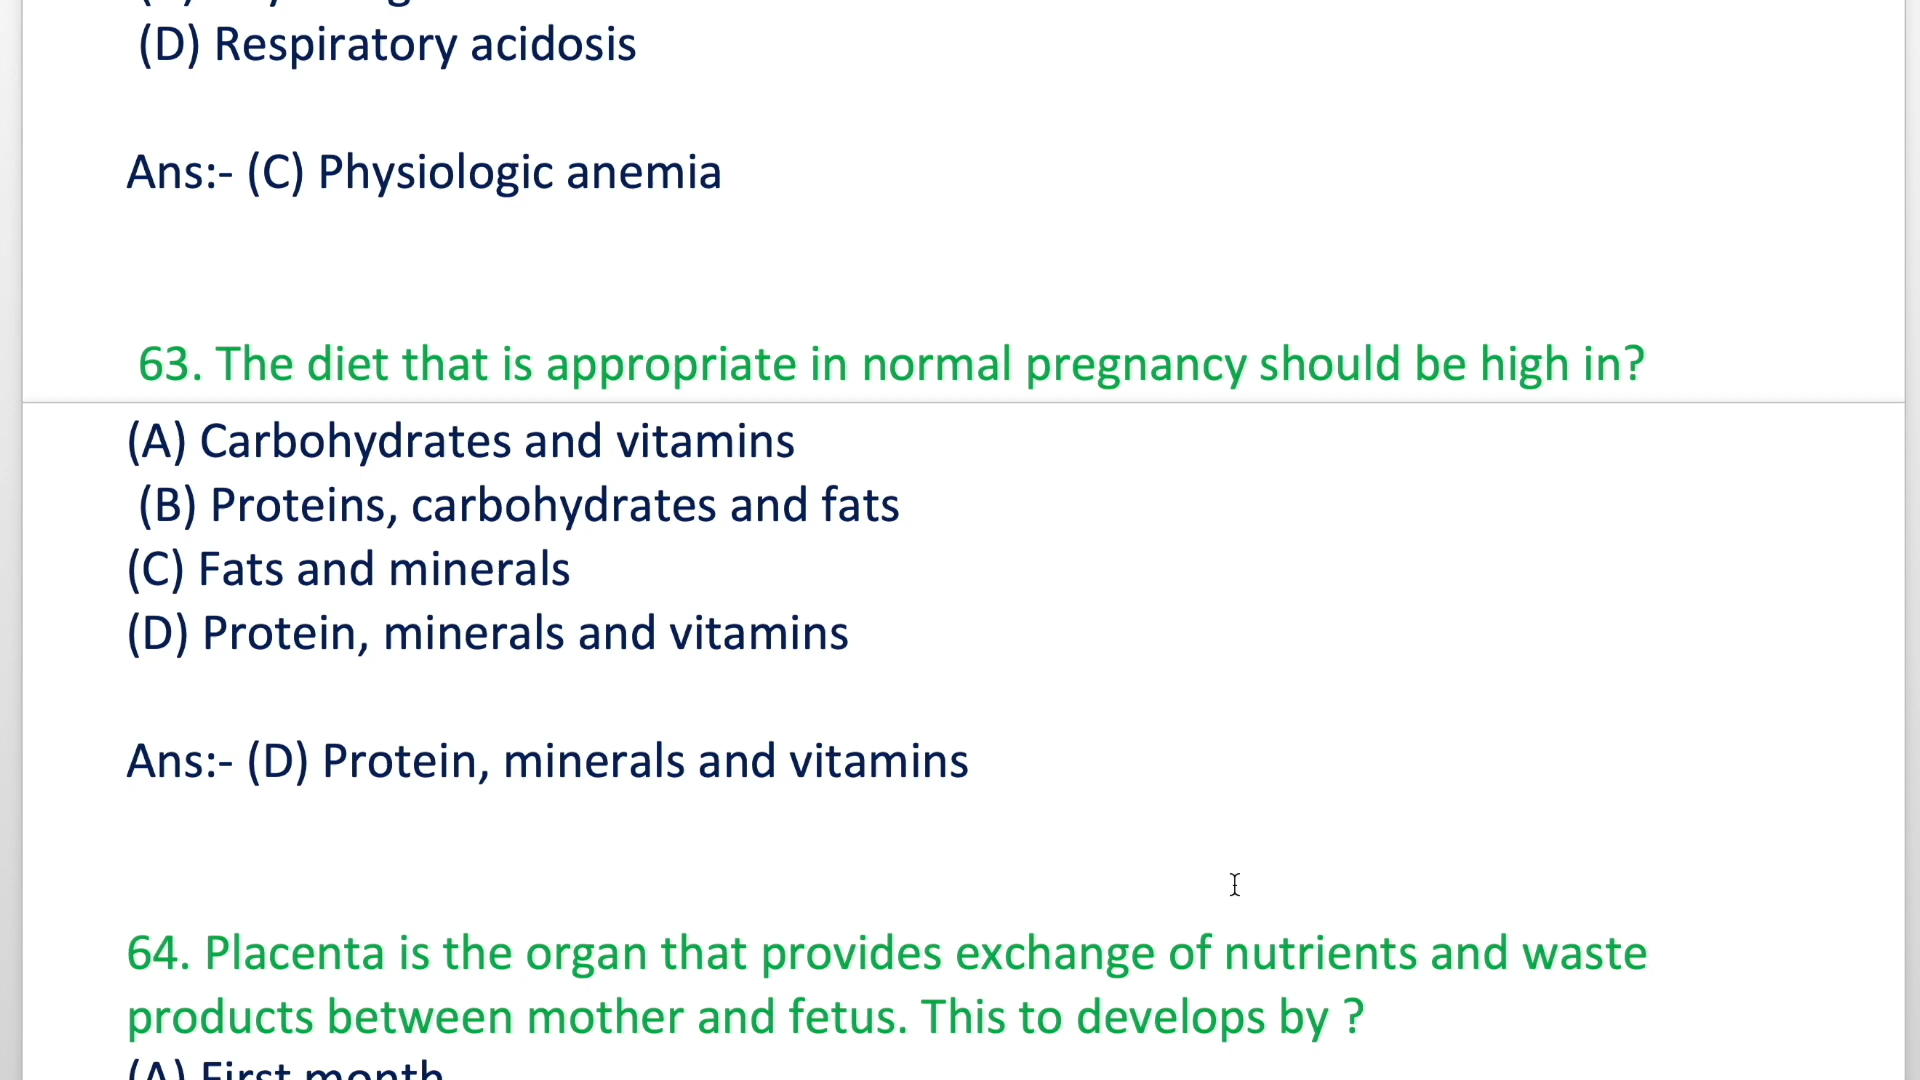 (D) Respiratory acidosis
Ans:- (C) Physiologic anemia
63. The diet that is appropriate in normal pregnancy should be high in?
(A) Carbohydrates and vitamins
(B) Proteins, carbohydrates and fats
(C) Fats and minerals
(D) Protein, minerals and vitamins
Ans:- (D) Protein, minerals and vitamins
64. Placenta is the organ that provides exchange of nutrients and waste
products between mother and fetus. This to develops by ?
(A) First month